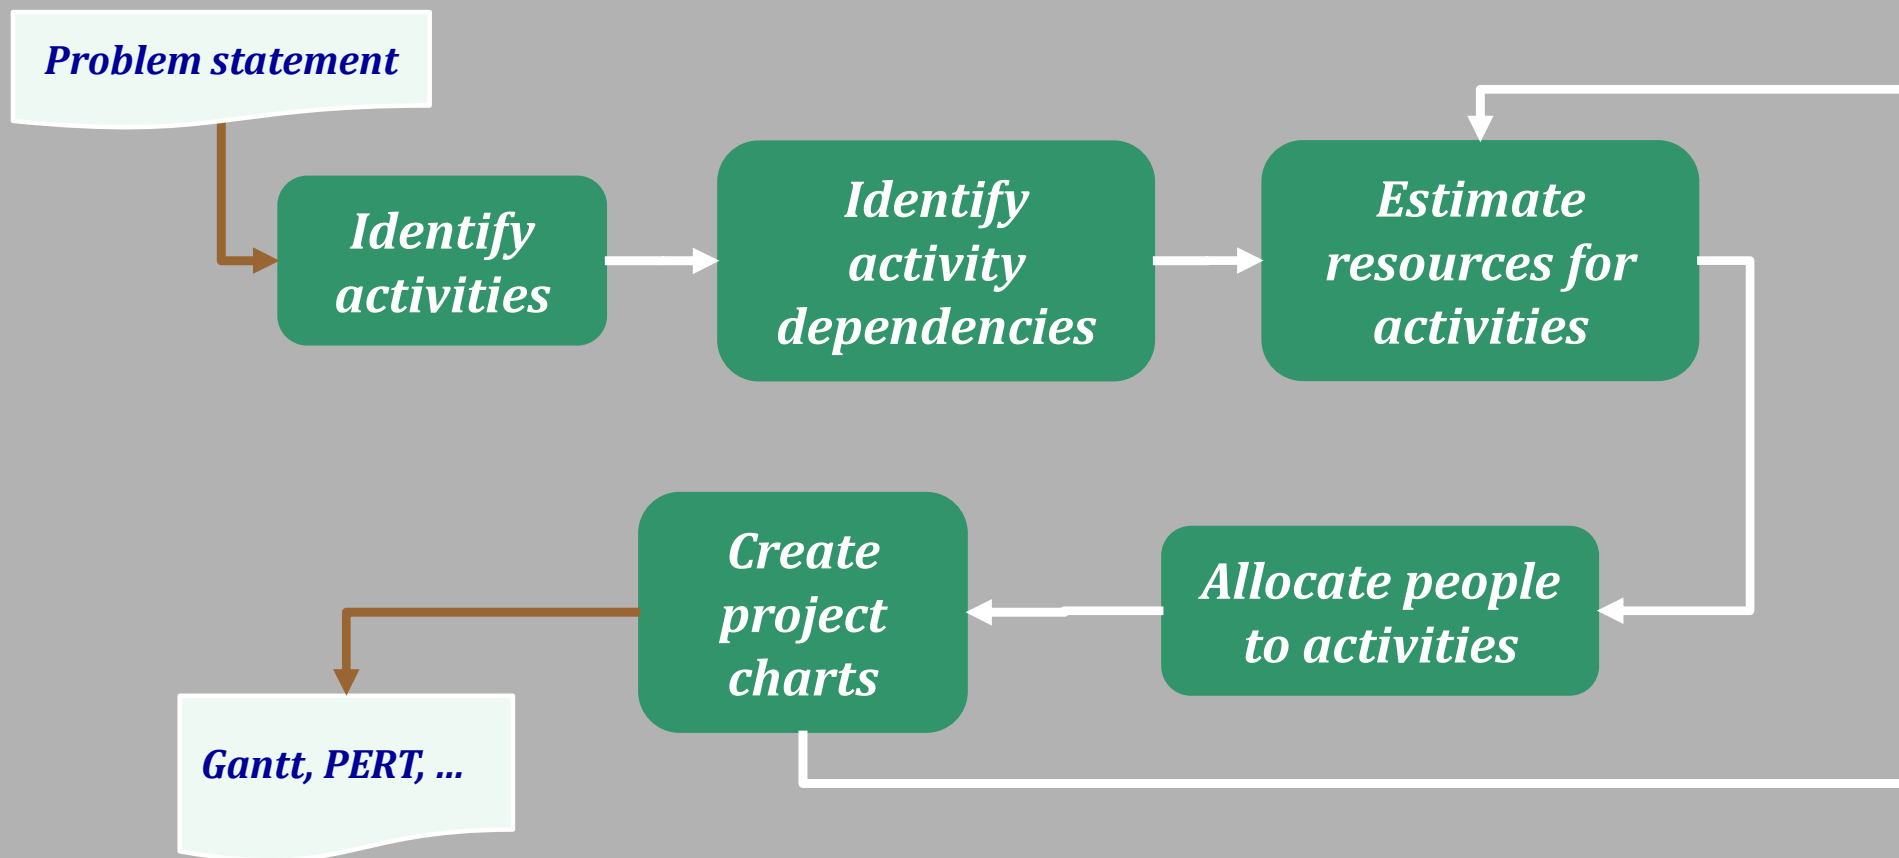 Problem statement
Identify
activities
Identify
activity
dependencies
Estimate
resources for
activities
Allocate people
to activities
Create
project
charts
Gantt, PERT, ...